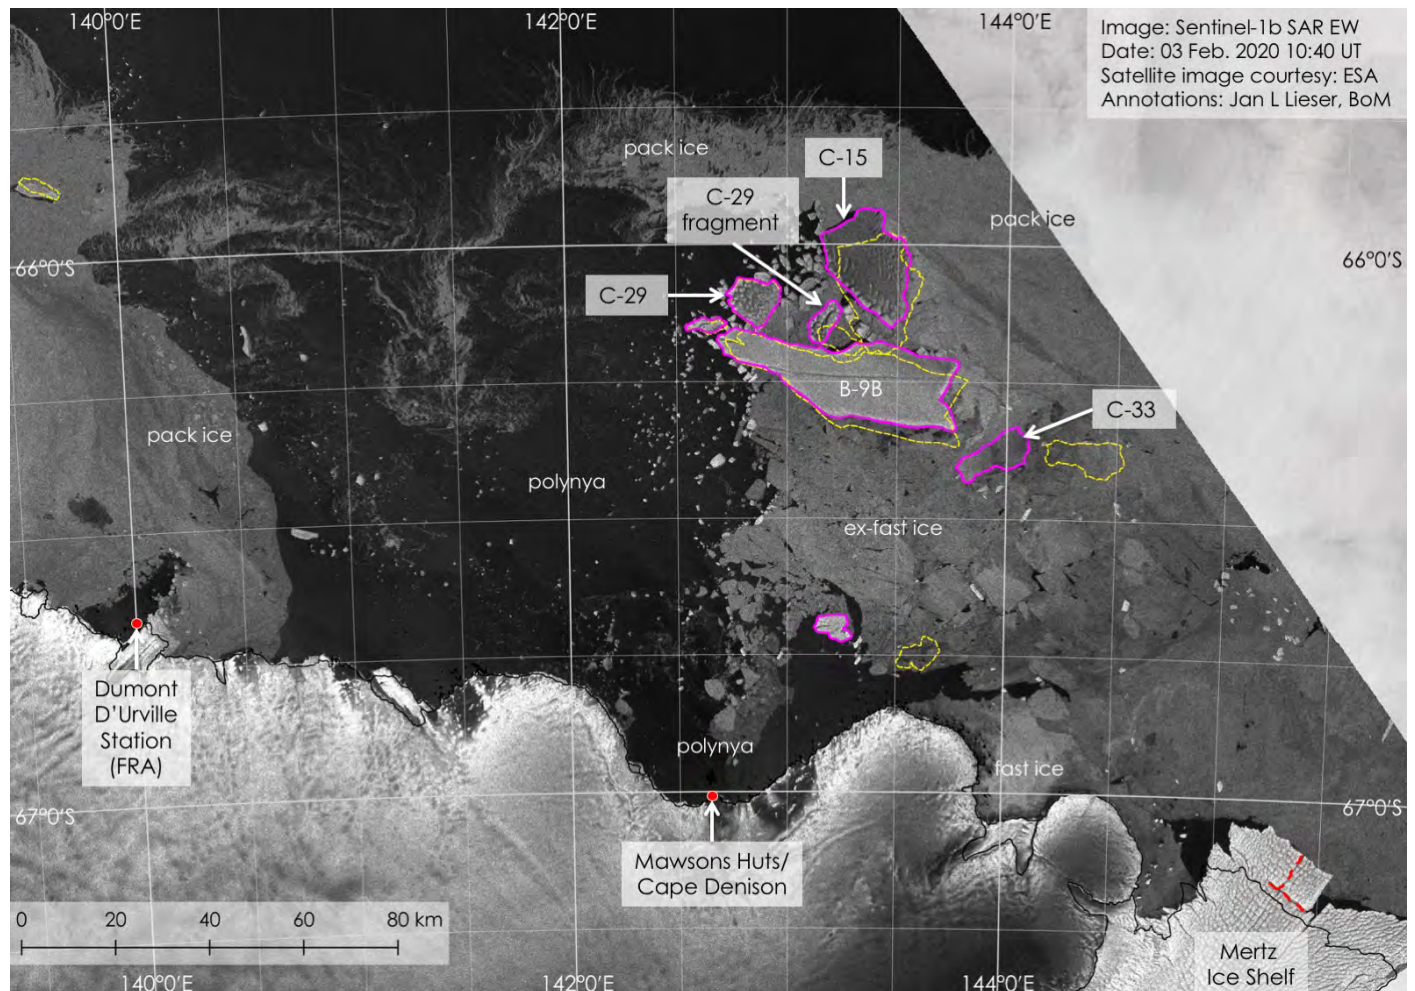 140°0'E
142°0'E
144°0'E
Image: Sentinel-1b SAR EW
Date: 03 Feb. 2020 10:40 UT
Satellite image courtesy: ESA
Annotations: Jan L Lieser, BoM
pack ice
C-15
C-29
fragment
pack ice
66°0'S
66°0'S
C-29
B-9B
C-33
pack ice
polynya
ex-fast ice
Dumont
D'Urville
Station
(FRA)
polynya
fast ice
67°0'S
67°0'S
Mawsons Huts/
Cape Denison
0 20 40 60 80 km
Mertz
Ice Shelf
140°0'E
142°0'E
144°0'E